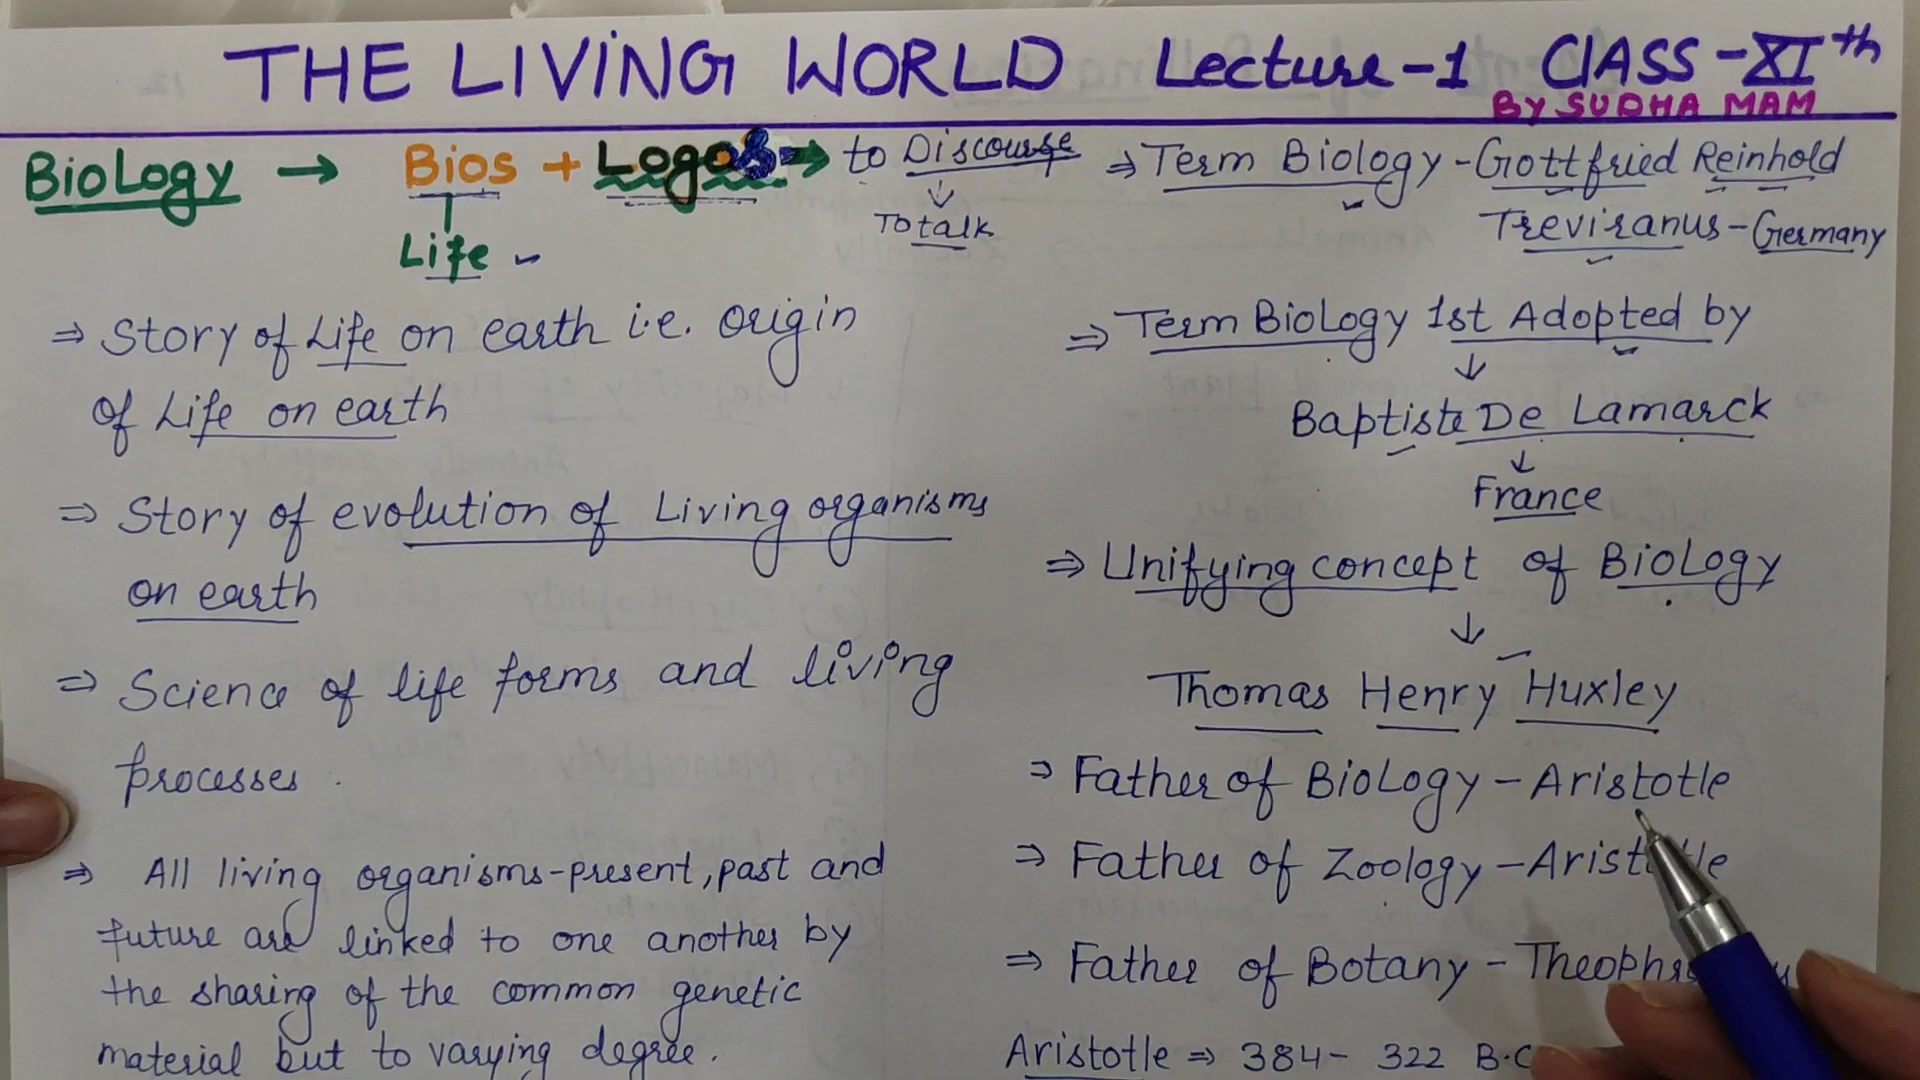 THE LIVING WORLD Lecture-1 CLASS-XIth
BY SUDHA MAM
Biology → Bios + Logos → to Discourse
To talk
Life
⇒ Story of Life on earth i.e. origin
of Life on earth
⇒ Story of evolution of Living organisms
on earth
⇒ Science of life forms and living
processes.
⇒ All living organisms-present, past and
future are linked to one another by
the sharing of the common genetic
material but to varying degree.
⇒ Term Biology - Gottfried Reinhold
Treviranus - Germany
⇒ Term Biology 1st Adopted by
↓
Baptiste De Lamarck
↓
France
⇒ Unifying concept of Biology
↓
Thomas Henry Huxley
⇒ Father of Biology - Aristotle
⇒ Father of Zoology - Aristotle
⇒ Father of Botany -
Aristotle ⇒ 384 - 322 B.C